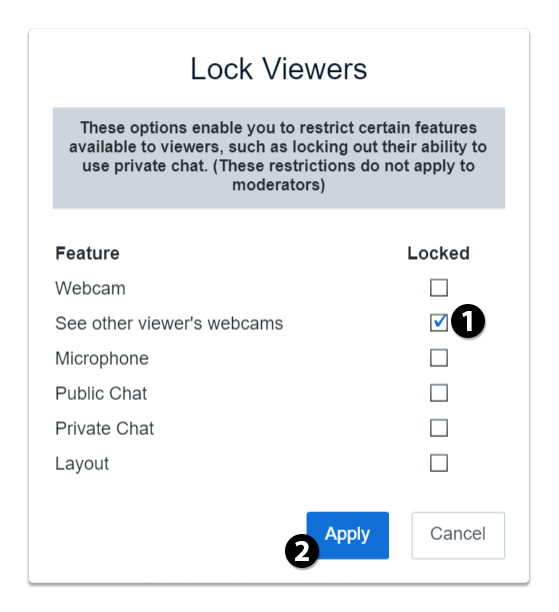 Lock Viewers
These options enable you to restrict certain features
available to viewers, such as locking out their ability to
use private chat. (These restrictions do not apply to
moderators)
Feature Locked
Webcam
See other viewer's webcams 1
Microphone
Public Chat
Private Chat
Layout
2 Apply Cancel